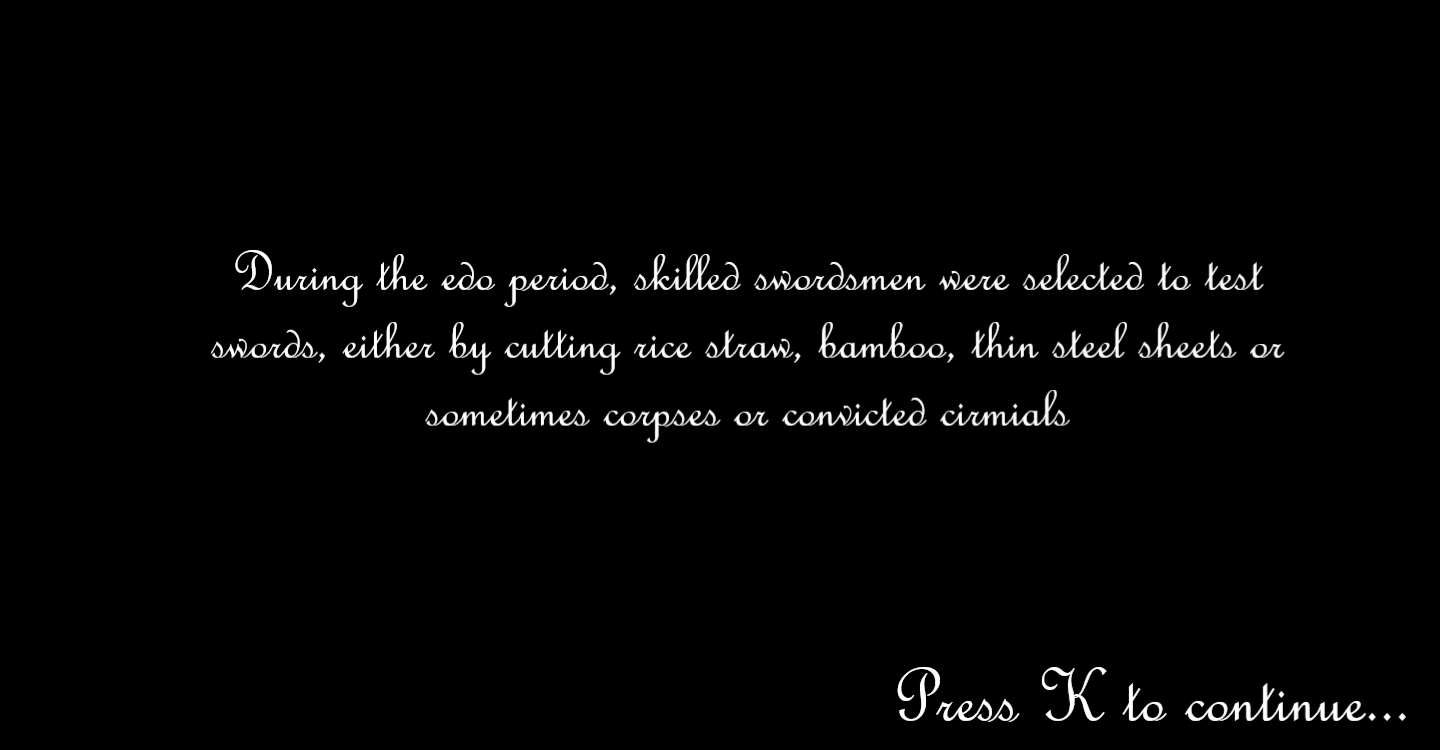 During the edo period, skilled swordsmen were selected to test
swords, either by cutting rice straw, bamboo, thin steel sheets or
sometimes corpses or convicted cirmials
Press K to continue...